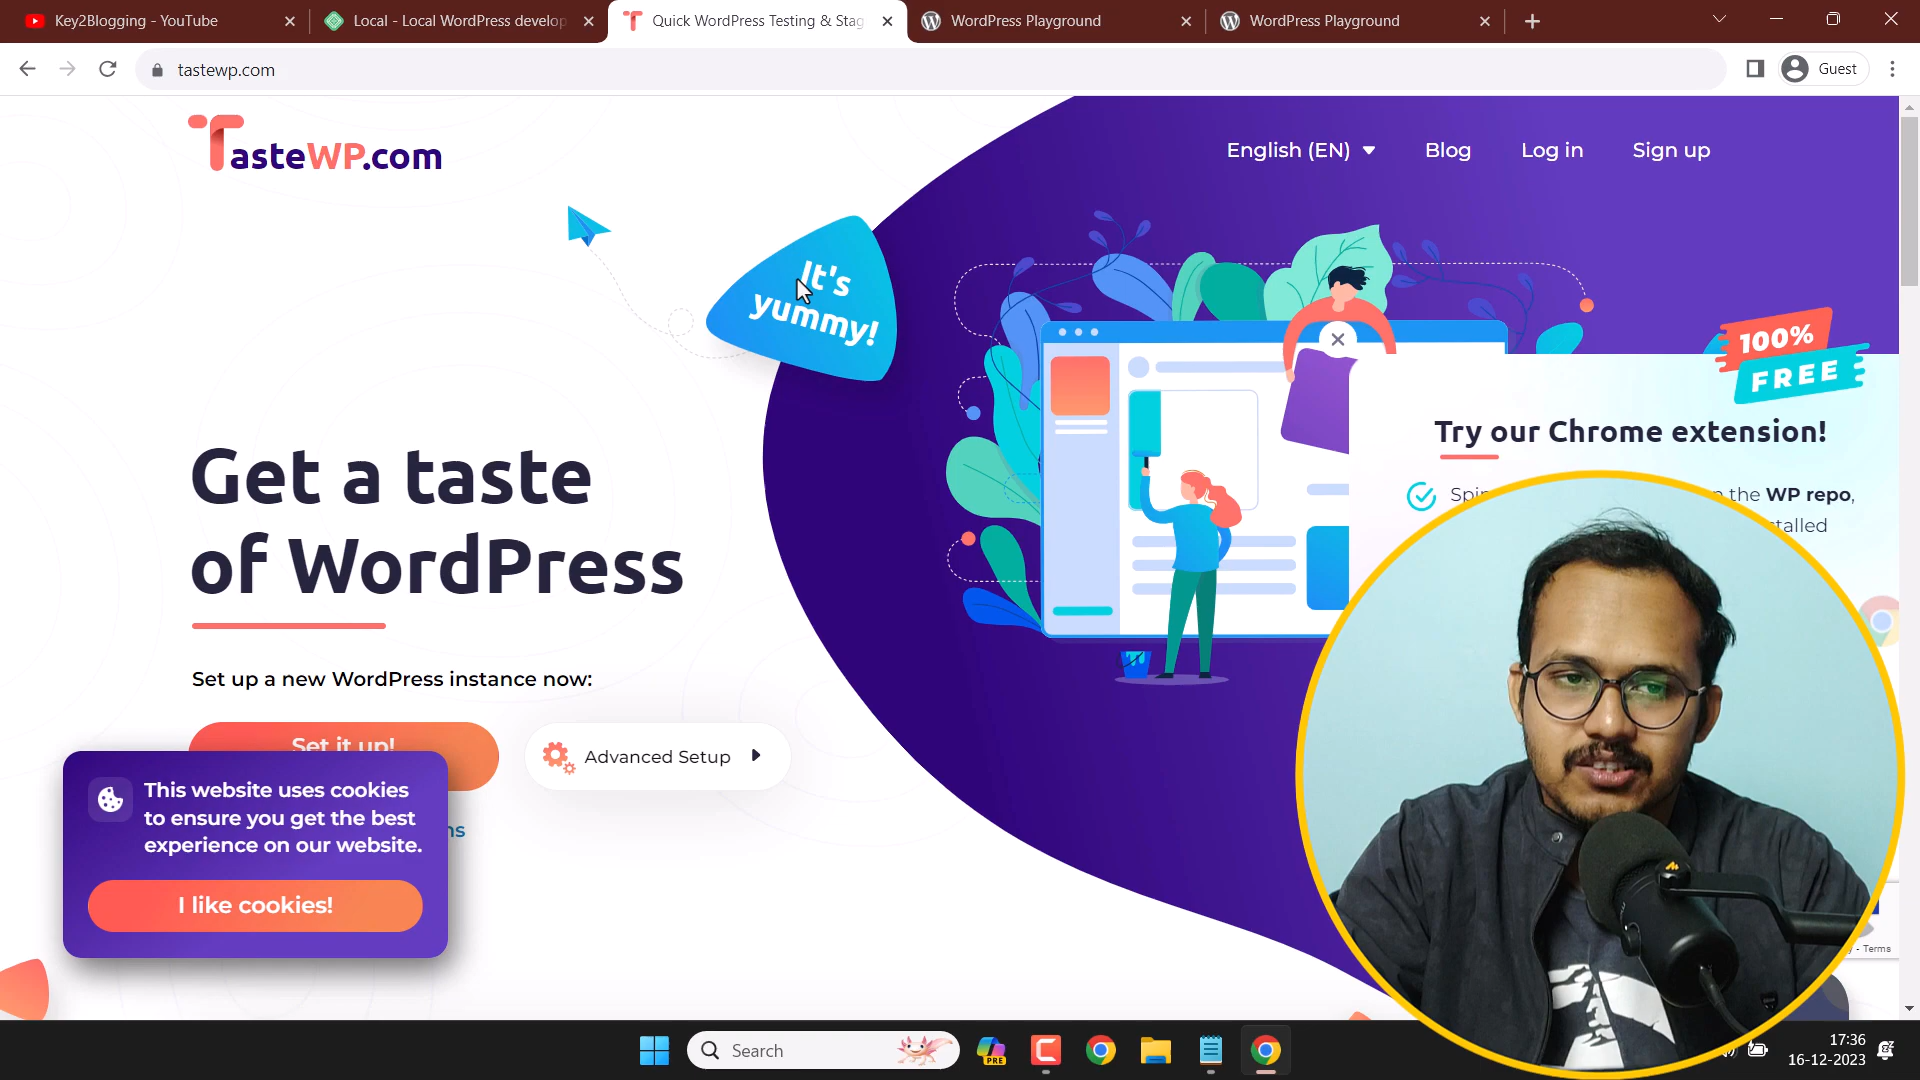 Key2Blogging - YouTube
Local - Local WordPress develop
Quick WordPress Testing & Stag
WordPress Playground
WordPress Playground
tastewp.com
Guest
TasteWP.com
English (EN)
Blog
Log in
Sign up
It's
yummy!
100%
FREE
Try our Chrome extension!
the WP repo,
Get a taste
of WordPress
Set up a new WordPress instance now:
Set it up!
Advanced Setup
This website uses cookies
to ensure you get the best
experience on our website.
I like cookies!
- Terms
Search
PRE
17:36
16-12-2023